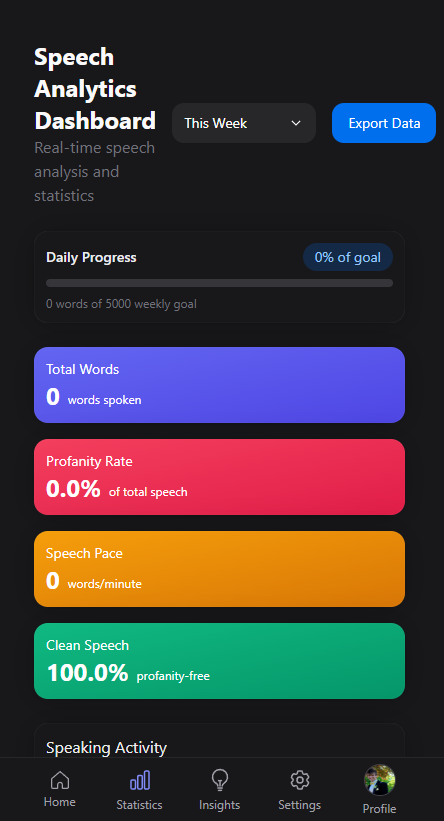 Speech
Analytics
Dashboard
Real-time speech
analysis and
statistics
This Week
Export Data
Daily Progress
0% of goal
0 words of 5000 weekly goal
Total Words
0 words spoken
Profanity Rate
0.0% of total speech
Speech Pace
0 words/minute
Clean Speech
100.0% profanity-free
Speaking Activity
Home
Statistics
Insights
Settings
Profile